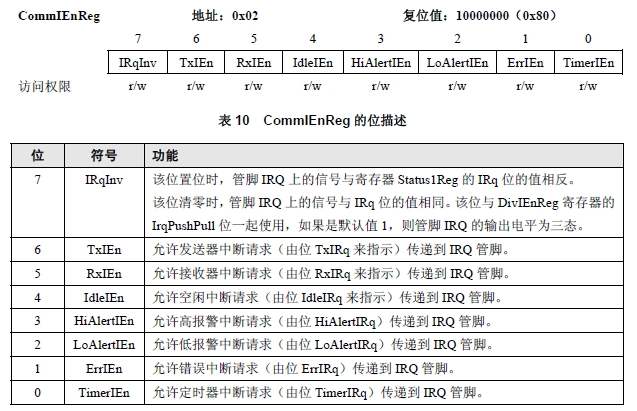 CommIEnReg 地址：0x02 复位值：10000000（0x80）
7 6 5 4 3 2 1 0
IRqInv TxIEn RxIEn IdleIEn HiAlertIEn LoAlertIEn ErrIEn TimerIEn
访问权限 r/w r/w r/w r/w r/w r/w r/w r/w
表 10 CommIEnReg 的位描述
位 符号 功能
7 IRqInv 该位置位时，管脚 IRQ 上的信号与寄存器 Status1Reg 的 IRq 位的值相反。
该位清零时，管脚 IRQ 上的信号与 IRq 位的值相同。该位与 DivIEnReg 寄存器的
IrqPushPull 位一起使用，如果是默认值 1，则管脚 IRQ 的输出电平为三态。
6 TxIEn 允许发送器中断请求（由位 TxIRq 来指示）传递到 IRQ 管脚。
5 RxIEn 允许接收器中断请求（由位 RxIRq 来指示）传递到 IRQ 管脚。
4 IdleIEn 允许空闲中断请求（由位 IdleIRq 来指示）传递到 IRQ 管脚。
3 HiAlertIEn 允许高报警中断请求（由位 HiAlertIRq）传递到 IRQ 管脚。
2 LoAlertIEn 允许低报警中断请求（由位 LoAlertIRq）传递到 IRQ 管脚。
1 ErrIEn 允许错误中断请求（由位 ErrIRq）传递到 IRQ 管脚。
0 TimerIEn 允许定时器中断请求（由位 TimerIRq）传递到 IRQ 管脚。